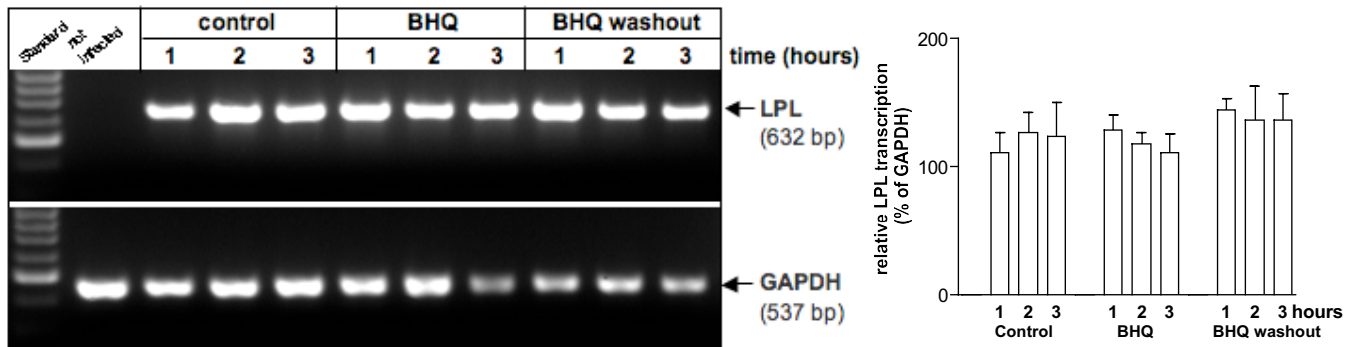 Standard
not
infected
control BHQ BHQ washout
1 2 3 1 2 3 1 2 3 time (hours)
LPL
(632 bp)
GAPDH
(537 bp)
relative LPL transcription
(% of GAPDH)
200
100
0
1 2 3 1 2 3 1 2 3 hours
Control BHQ BHQ washout